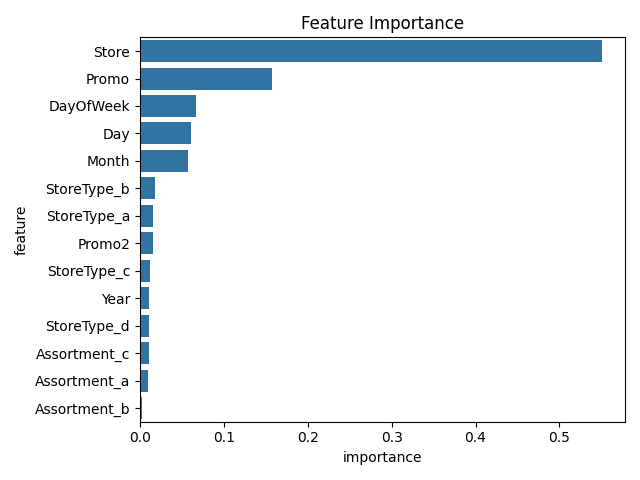 Feature Importance
Store
Promo
DayOfWeek
Day
Month
StoreType_b
StoreType_a
Promo2
StoreType_c
Year
StoreType_d
Assortment_c
Assortment_a
Assortment_b
feature
0.0 0.1 0.2 0.3 0.4 0.5
importance